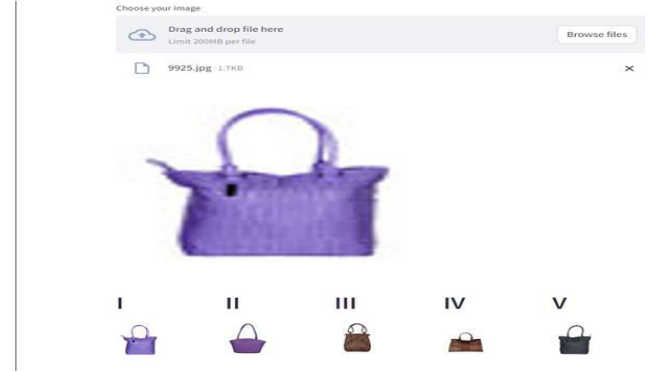 Choose your image
Drag and drop file here
Limit 200MB per file
Browse files
9925.jpg 1.7KB
I II III IV V